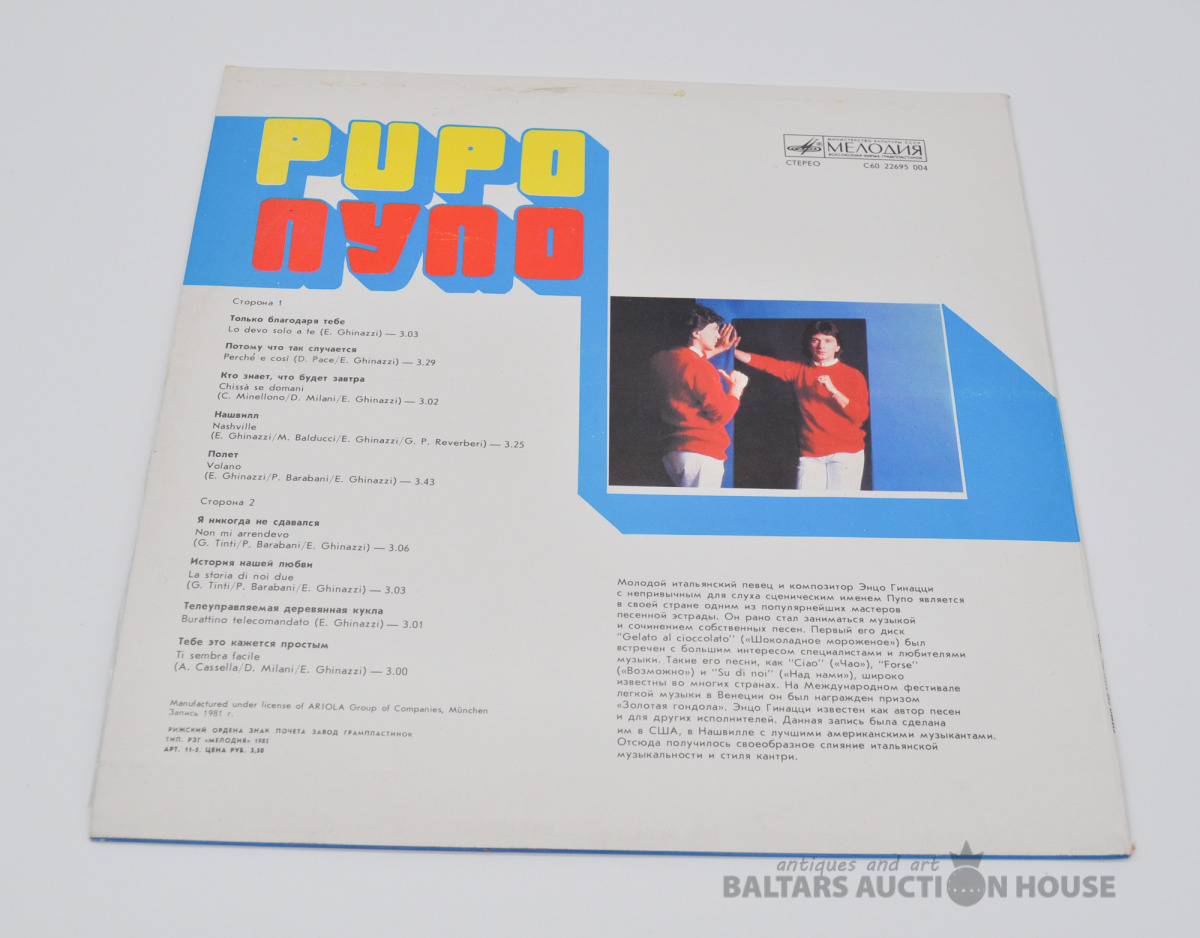 PUPO
ПУПО
МИНИСТЕРСТВО КУЛЬТУРЫ СССР
МЕЛОДИЯ
ВСЕСОЮЗНАЯ ФИРМА ГРАМПЛАСТИНОК
СТЕРЕО
С60 22695 004
Сторона 1
Только благодаря тебе
Lo devo solo a te (E. Ghinazzi) — 3.03
Потому что так случается
Perché e così (D. Pace/E. Ghinazzi) — 3.29
Кто знает, что будет завтра
Chissà se domani
(C. Minellono/D. Milani/E. Ghinazzi) — 3.02
Нашвилл
Nashville
(E. Ghinazzi/M. Balducci/E. Ghinazzi/G. P. Reverberi) — 3.25
Полет
Volano
(E. Ghinazzi/P. Barabani/E. Ghinazzi) — 3.43
Сторона 2
Я никогда не сдавался
Non mi arrendevo
(G. Tinti/P. Barabani/E. Ghinazzi) — 3.06
История нашей любви
La storia di noi due
(G. Tinti/P. Barabani/E. Ghinazzi) — 3.03
Телеуправляемая деревянная кукла
Burattino telecomandato (E. Ghinazzi) — 3.01
Тебе это кажется простым
Ti sembra facile
(A. Cassella/D. Milani/E. Ghinazzi) — 3.00
Manufactured under license of ARIOLA Group of Companies, München
Запись 1981 г.
РИЖСКИЙ ОРДЕНА ЗНАК ПОЧЕТА ЗАВОД ГРАМПЛАСТИНОК
ТИП. РЗГ «МЕЛОДИЯ» 1985
АРТ. 11-2. ЦЕНА РУБ. 3,50
Молодой итальянский певец и композитор Энцо Гинацци
с непривычным для слуха сценическим именем Пупо является
в своей стране одним из популярнейших мастеров
песенной эстрады. Он рано стал заниматься музыкой
и сочинением собственных песен. Первый его диск
"Gelato al cioccolato" («Шоколадное мороженое») был
встречен с большим интересом специалистами и любителями
музыки. Такие его песни, как "Ciao" («Чао»), "Forse"
(«Возможно») и "Su di noi" («Над нами»), широко
известны во многих странах. На Международном фестивале
легкой музыки в Венеции он был награжден призом
«Золотая гондола». Энцо Гинацци известен как автор песен
и для других исполнителей. Данная запись была сделана
им в США, в Нашвилле с лучшими американскими музыкантами.
Отсюда получилось своеобразное слияние итальянской
музыкальности и стиля кантри.
antiques and art
BALTARS AUCTION HOUSE